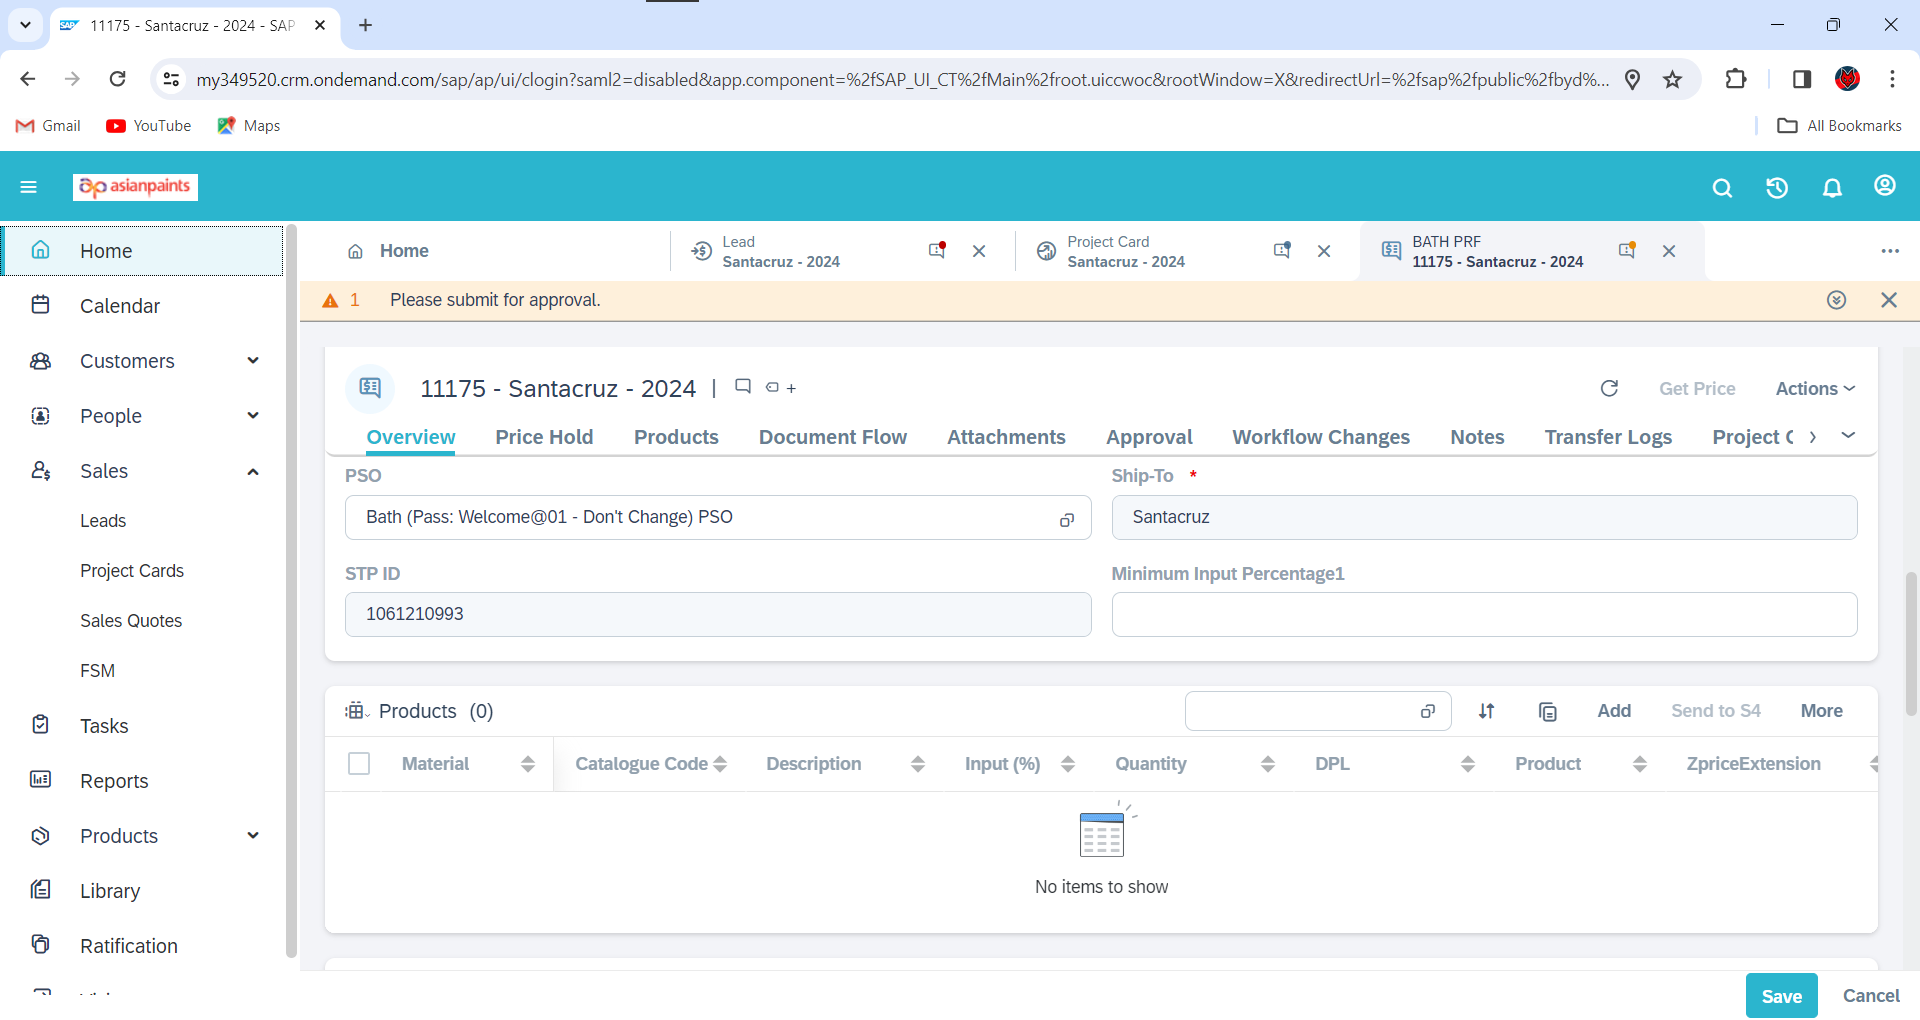 11175 - Santacruz - 2024 - SAP
my349520.crm.ondemand.com/sap/ap/ui/clogin?saml2=disabled&app.component=%2fSAP_UI_CT%2fMain%2froot.uiccwoc&rootWindow=X&redirectUrl=%2fsap%2fpublic%2fbyd%...
Gmail YouTube Maps All Bookmarks
asianpaints
Home
Calendar
Customers
People
Sales
Leads
Project Cards
Sales Quotes
FSM
Tasks
Reports
Products
Library
Ratification
Home
Lead
Santacruz - 2024
Project Card
Santacruz - 2024
BATH PRF
11175 - Santacruz - 2024
1 Please submit for approval.
11175 - Santacruz - 2024 | + Get Price Actions
Overview Price Hold Products Document Flow Attachments Approval Workflow Changes Notes Transfer Logs Project
PSO Ship-To *
Bath (Pass: Welcome@01 - Don't Change) PSO Santacruz
STP ID Minimum Input Percentage1
1061210993
Products (0) Add Send to S4 More
Material Catalogue Code Description Input (%) Quantity DPL Product ZpriceExtension
No items to show
Save Cancel